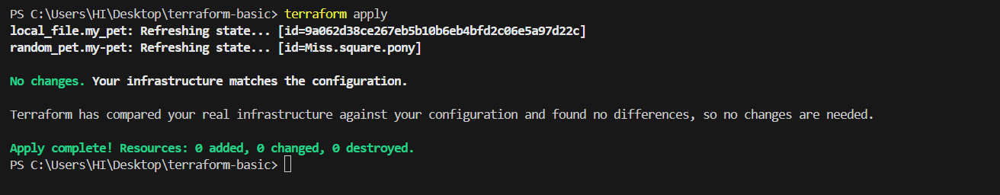 PS C:\Users\HI\Desktop\terraform-basic> terraform apply
local_file.my_pet: Refreshing state... [id=9a062d38ce267eb5b10b6eb4bfd2c06e5a97d22c]
random_pet.my-pet: Refreshing state... [id=Miss.square.pony]
No changes. Your infrastructure matches the configuration.
Terraform has compared your real infrastructure against your configuration and found no differences, so no changes are needed.
Apply complete! Resources: 0 added, 0 changed, 0 destroyed.
PS C:\Users\HI\Desktop\terraform-basic>